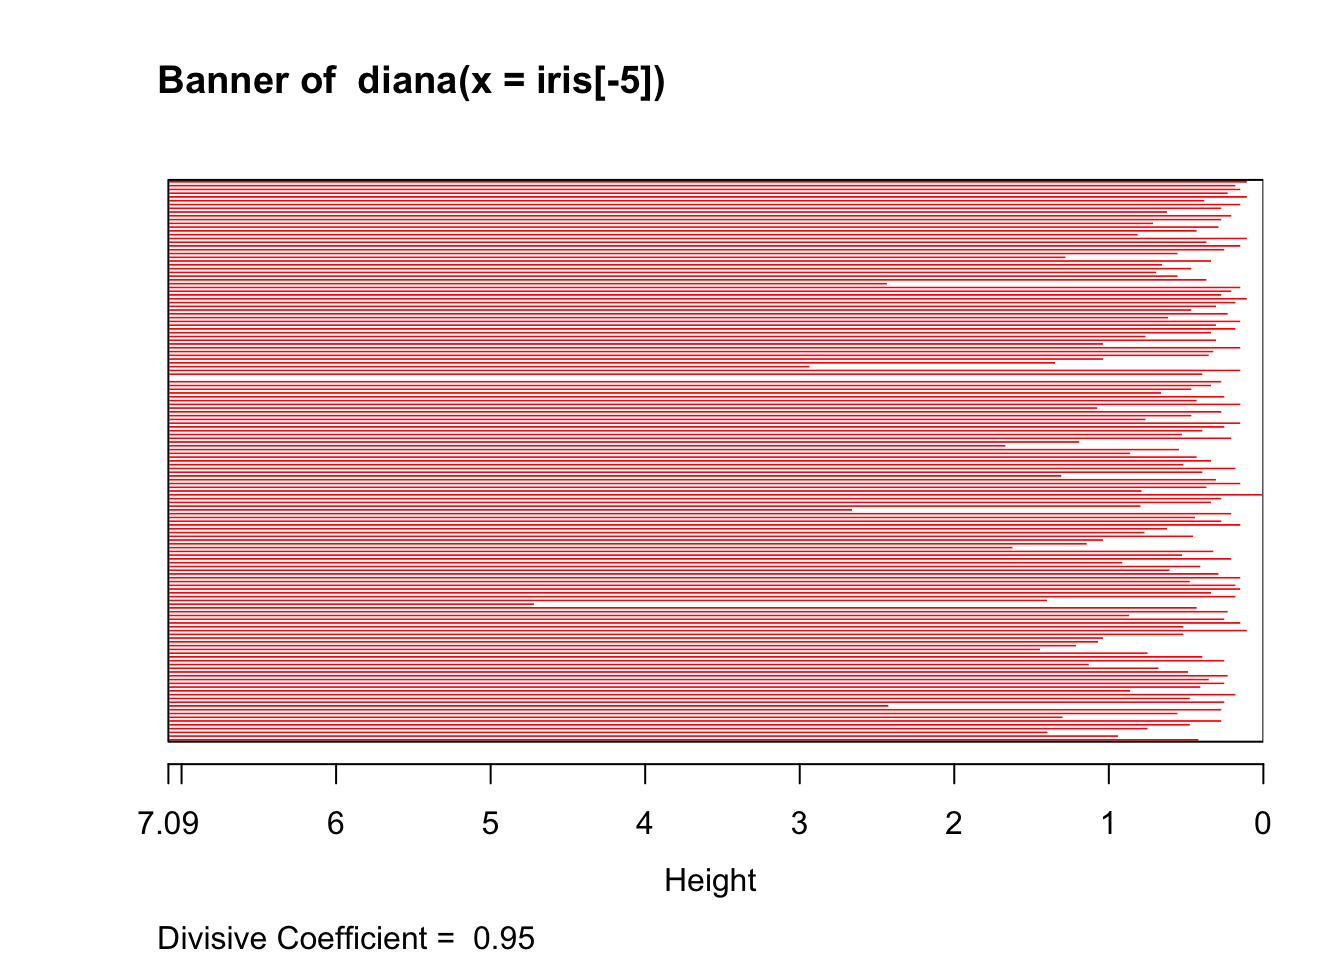 Banner of  diana(x = iris[-5])
7.09 6 5 4 3 2 1 0
Height
Divisive Coefficient =  0.95